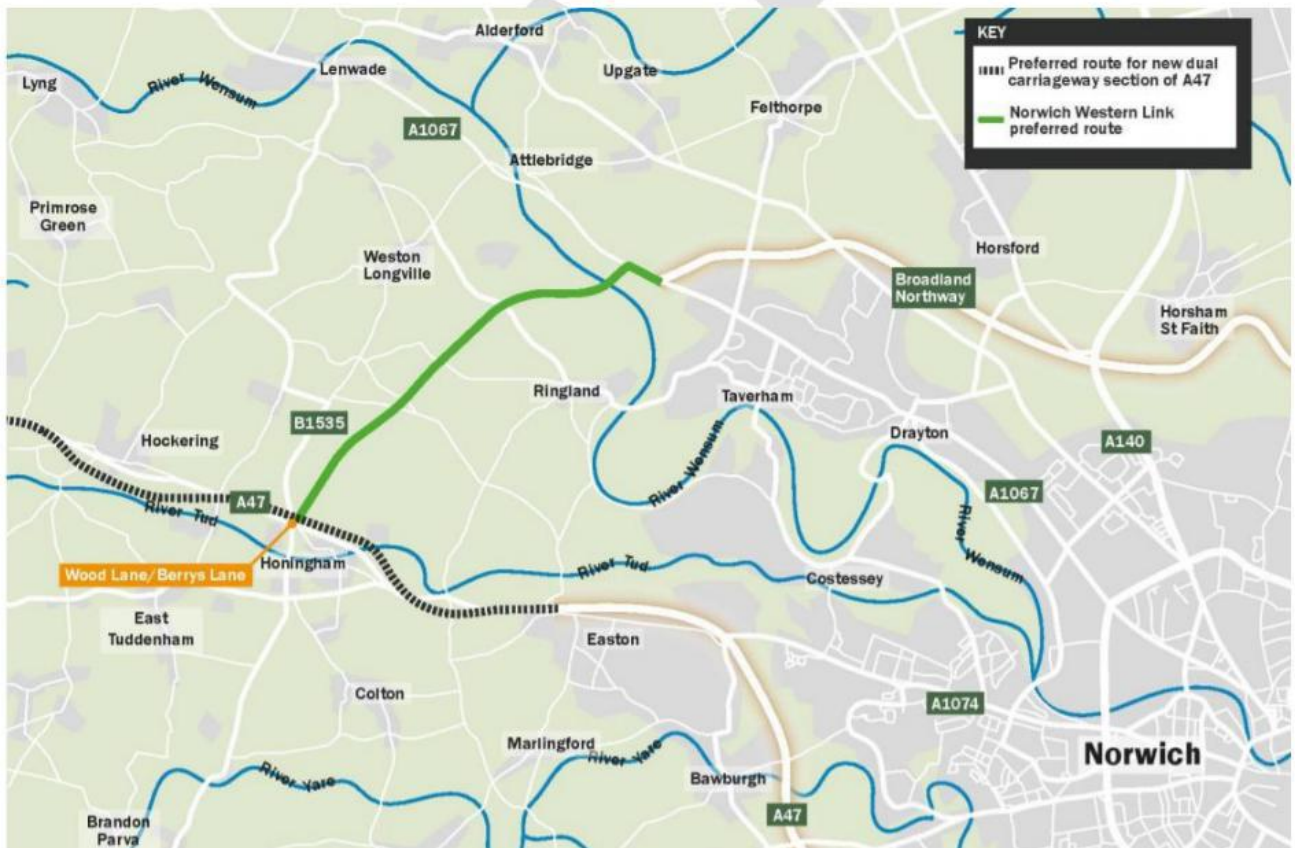 KEY
Preferred route for new dual
carriageway section of A47
Norwich Western Link
preferred route
Alderford
Lyng
River Wensum
Lenwade
Upgate
Felthorpe
A1067
Attlebridge
Primrose
Green
Weston
Longville
Horsford
Broadland
Northway
Horsham
St Faith
Ringland
Taverham
B1535
Hockering
Drayton
A140
River Wensum
A1067
A47
River Tud
River Wensum
Wood Lane/Berrys Lane
Honingham
River Tud
Costessey
East
Tuddenham
Easton
Colton
A1074
Marlingford
River Yare
Norwich
River Yare
Bawburgh
A47
Brandon
Parva